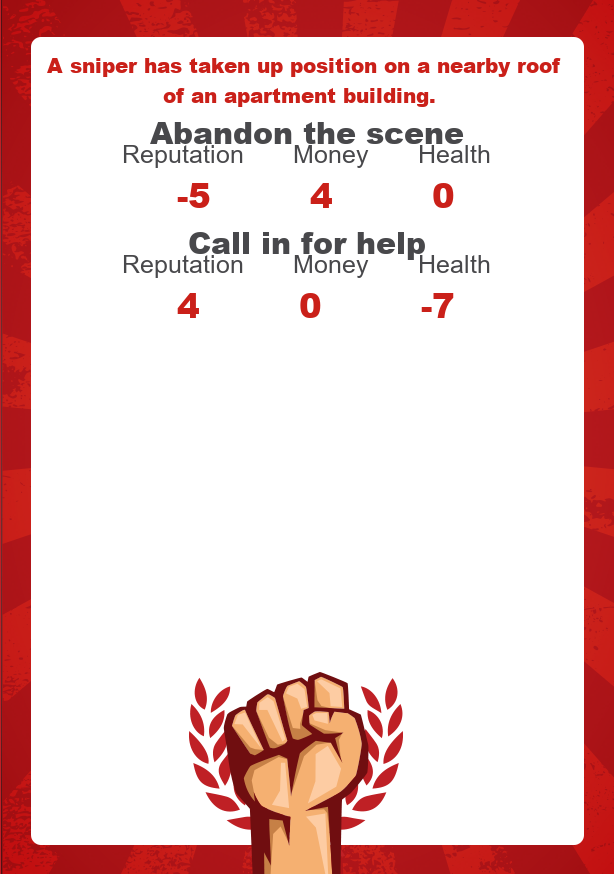 A sniper has taken up position on a nearby roof
of an apartment building.
Abandon the scene
Reputation Money Health
-5 4 0
Call in for help
Reputation Money Health
4 0 -7